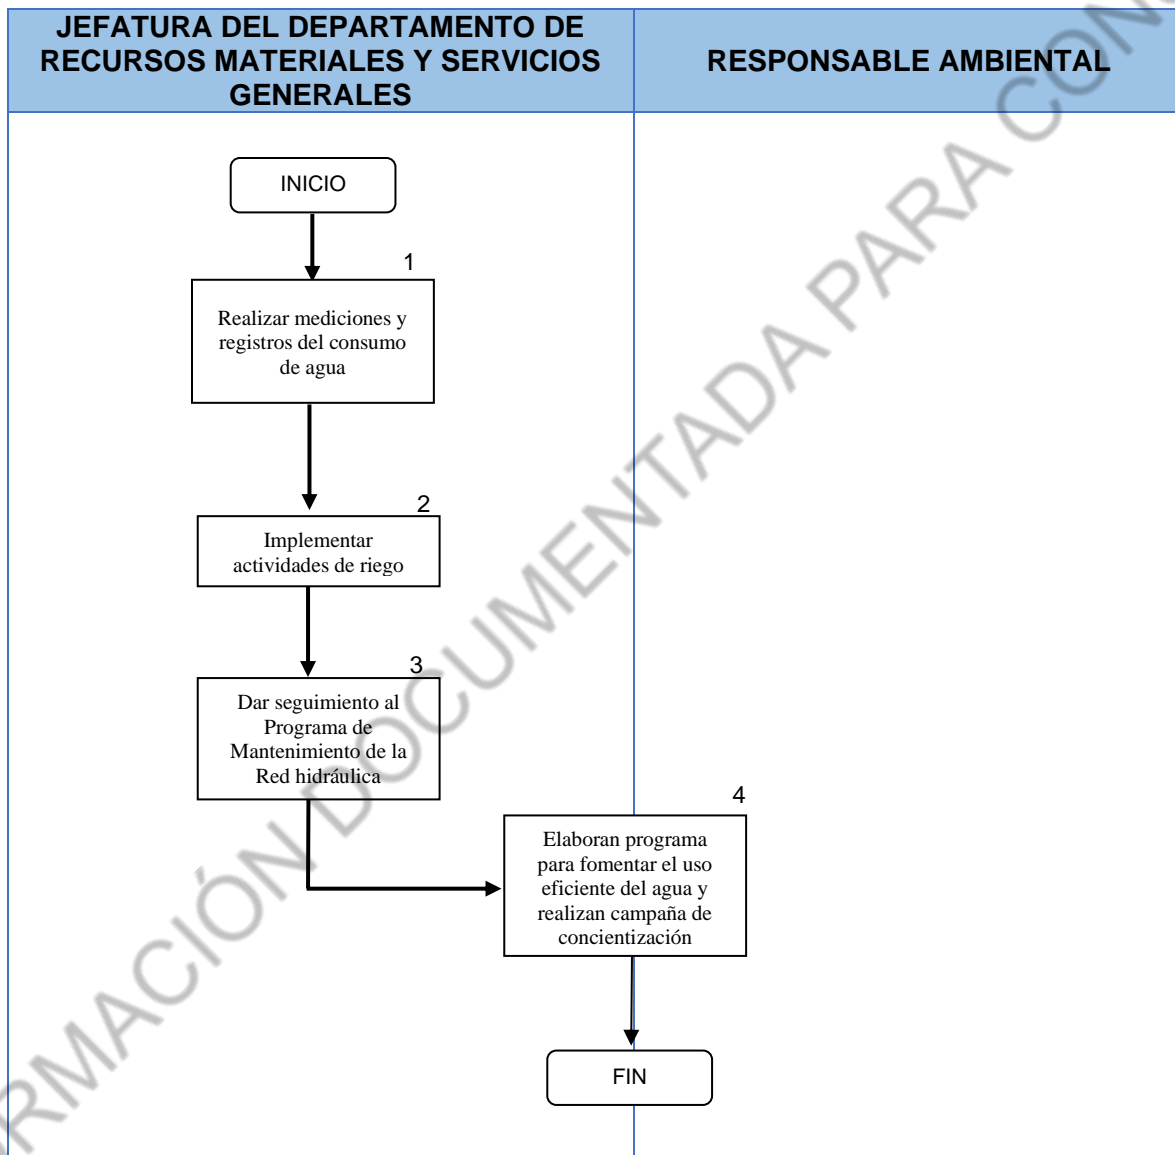 JEFATURA DEL DEPARTAMENTO DE
RECURSOS MATERIALES Y SERVICIOS
GENERALES
RESPONSABLE AMBIENTAL
INICIO
1
Realizar mediciones y
registros del consumo
de agua
2
Implementar
actividades de riego
3
Dar seguimiento al
Programa de
Mantenimiento de la
Red hidráulica
4
Elaboran programa
para fomentar el uso
eficiente del agua y
realizan campaña de
concientización
FIN
DOCUMENTADA PARA